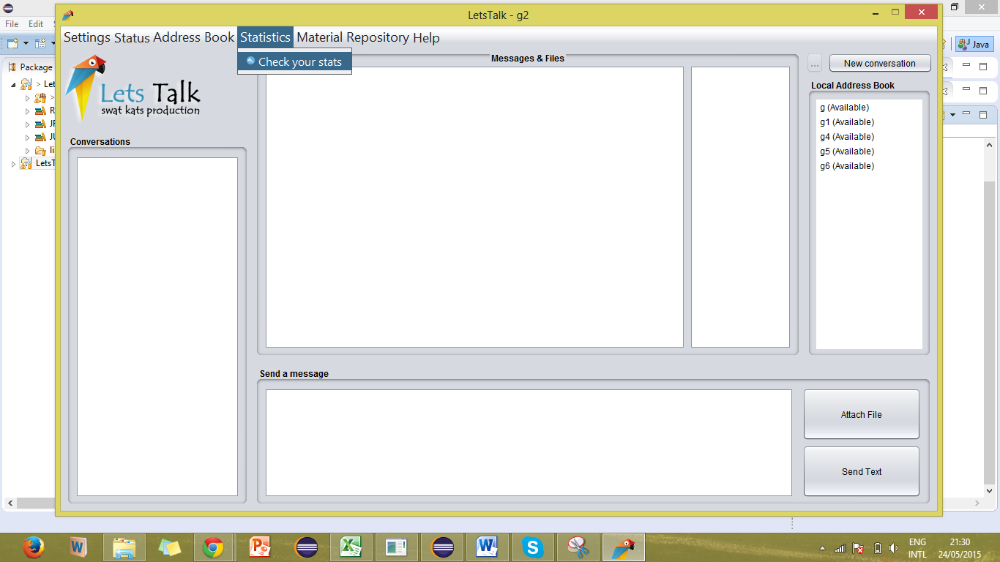 LetsTalk - g2
File Edit
Settings Status Address Book Statistics Material Repository Help
Java
Check your stats
Messages & Files
... New conversation
Package
> Let
>
R
JR
JU
li
LetsT
Lets Talk
swat kats production
Local Address Book
g (Available)
g1 (Available)
g4 (Available)
g5 (Available)
g6 (Available)
Conversations
Send a message
Attach File
Send Text
ENG 21:30
INTL 24/05/2015